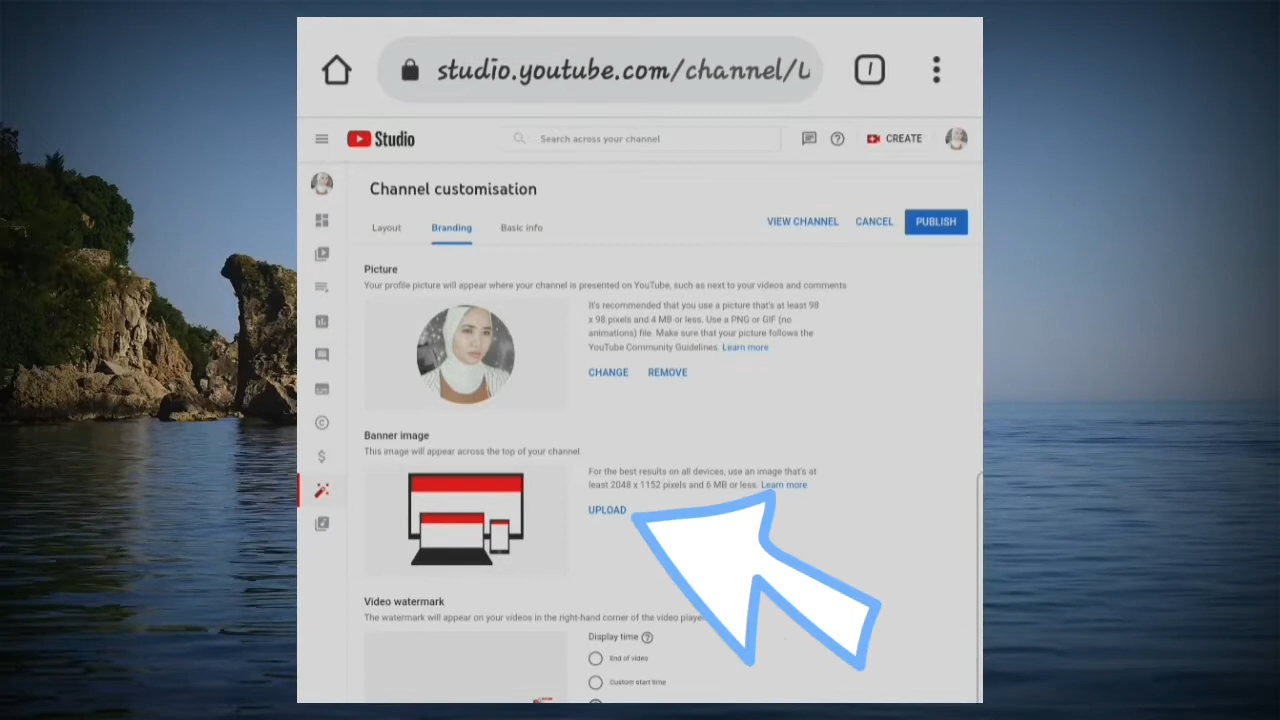 studio.youtube.com/channel/U
1
Studio
Search across your channel
CREATE
Channel customisation
Layout
Branding
Basic info
VIEW CHANNEL
CANCEL
PUBLISH
Picture
Your profile picture will appear where your channel is presented on YouTube, such as next to your videos and comments
It's recommended that you use a picture that's at least 98
x 98 pixels and 4 MB or less. Use a PNG or GIF (no
animations) file. Make sure that your picture follows the
YouTube Community Guidelines. Learn more
CHANGE
REMOVE
Banner image
This image will appear across the top of your channel.
For the best results on all devices, use an image that's at
least 2048 x 1152 pixels and 6 MB or less. Learn more
UPLOAD
Video watermark
The watermark will appear on your videos in the right-hand corner of the video player
Display time
End of video
Custom start time